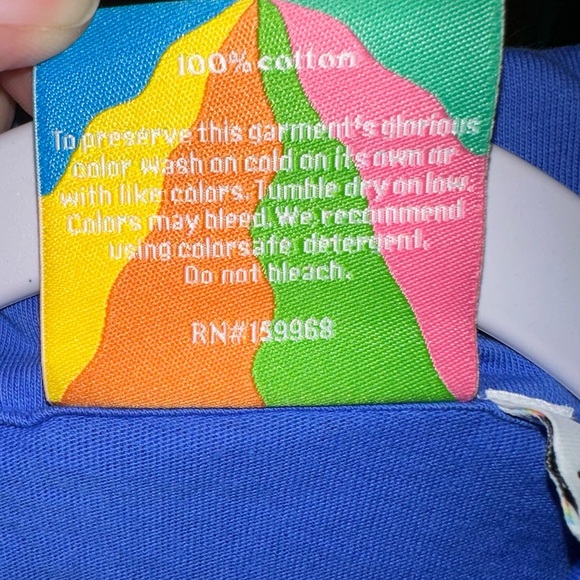 100% cotton
To preserve this garment's glorious
color wash on cold on its own or
with like colors. Tumble dry on low.
Colors may bleed. We recommend
using colorsafe detergent.
Do not bleach.
RN#159968